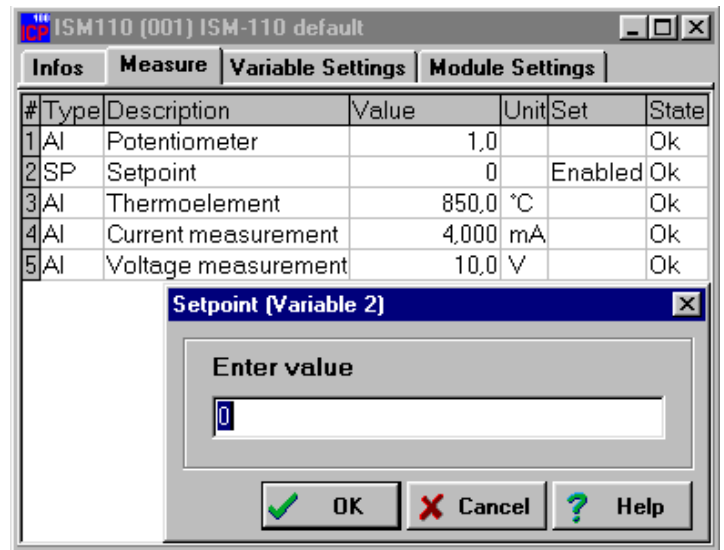 100 ICP ISM110 (001) ISM-110 default
Infos Measure Variable Settings Module Settings
# Type Description Value Unit Set State
1 AI Potentiometer 1,0 Ok
2 SP Setpoint 0 Enabled Ok
3 AI Thermoelement 850,0 °C Ok
4 AI Current measurement 4,000 mA Ok
5 AI Voltage measurement 10,0 V Ok
Setpoint (Variable 2)
Enter value
0
OK Cancel ? Help